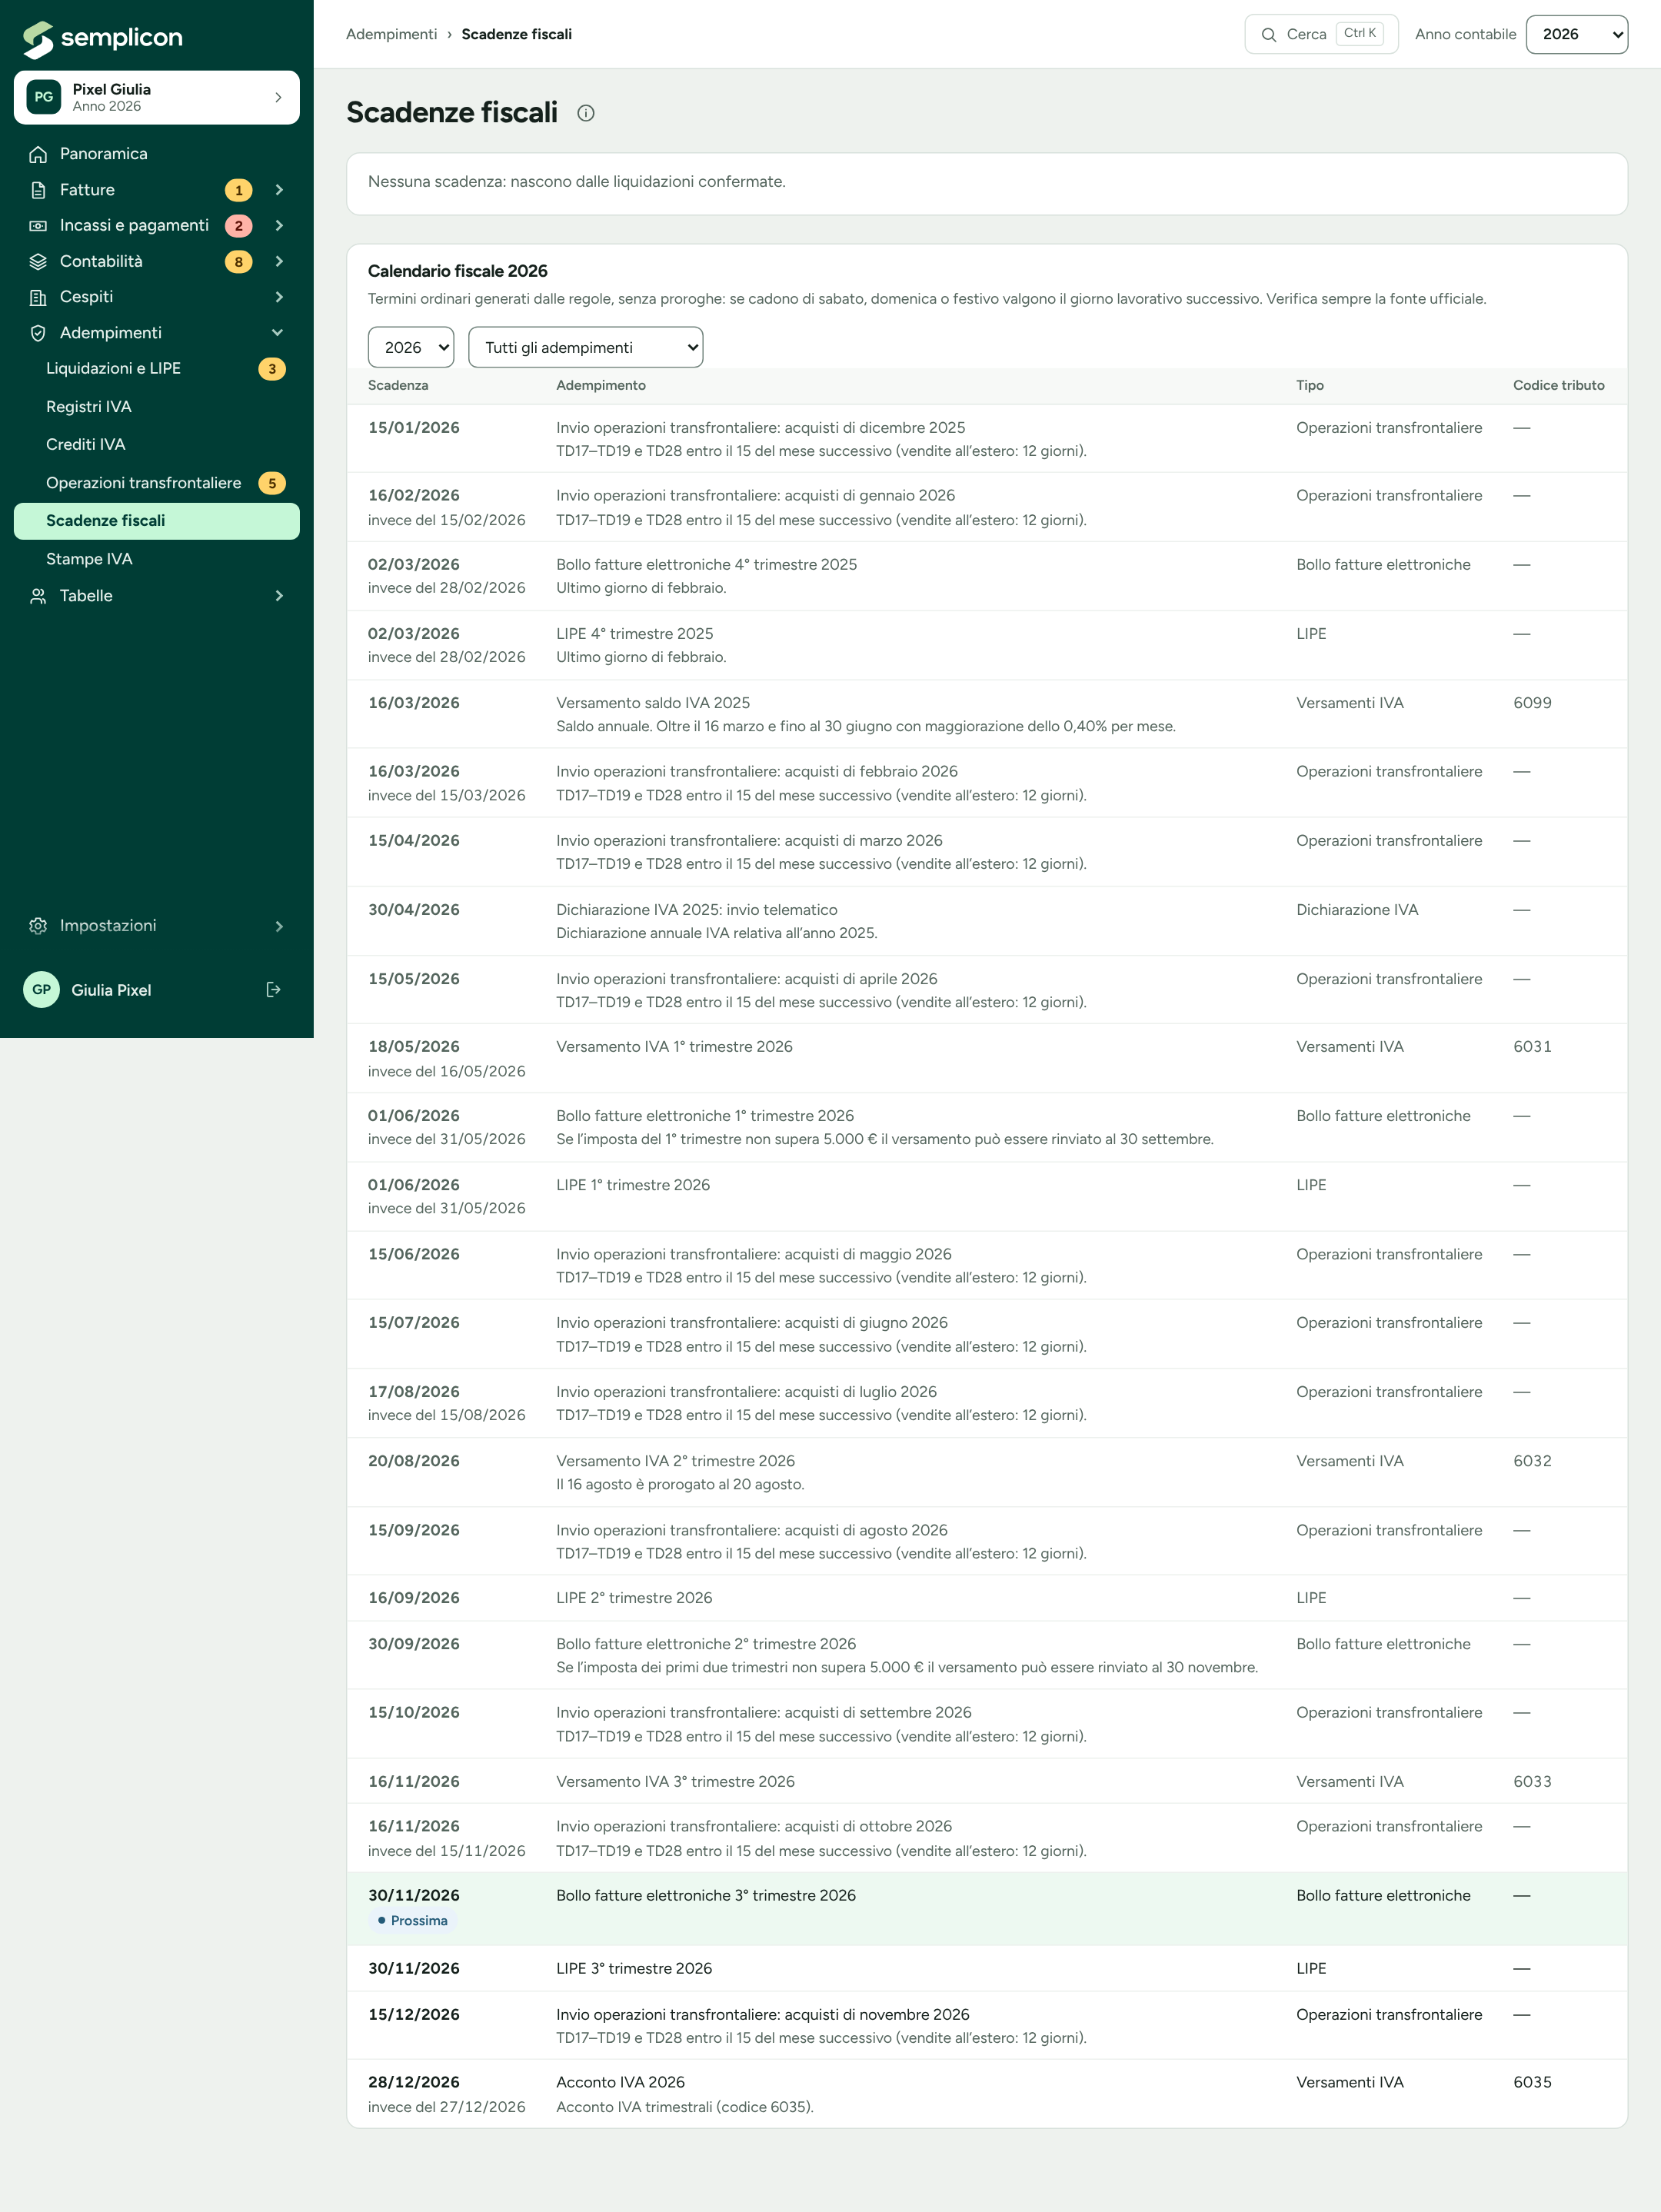 semplicon
PG
Pixel Giulia
Anno 2026
Panoramica
Fatture 1
Incassi e pagamenti 2
Contabilità 8
Cespiti
Adempimenti
Liquidazioni e LIPE 3
Registri IVA
Crediti IVA
Operazioni transfrontaliere 5
Scadenze fiscali
Stampe IVA
Tabelle
Impostazioni
GP Giulia Pixel
Adempimenti › Scadenze fiscali
Cerca Ctrl K Anno contabile 2026
Scadenze fiscali
Nessuna scadenza: nascono dalle liquidazioni confermate.
Calendario fiscale 2026
Termini ordinari generati dalle regole, senza proroghe: se cadono di sabato, domenica o festivo valgono il giorno lavorativo successivo. Verifica sempre la fonte ufficiale.
2026 Tutti gli adempimenti
Scadenza Adempimento Tipo Codice tributo
15/01/2026 Invio operazioni transfrontaliere: acquisti di dicembre 2025 Operazioni transfrontaliere —
TD17–TD19 e TD28 entro il 15 del mese successivo (vendite all’estero: 12 giorni).
16/02/2026 Invio operazioni transfrontaliere: acquisti di gennaio 2026 Operazioni transfrontaliere —
invece del 15/02/2026 TD17–TD19 e TD28 entro il 15 del mese successivo (vendite all’estero: 12 giorni).
02/03/2026 Bollo fatture elettroniche 4° trimestre 2025 Bollo fatture elettroniche —
invece del 28/02/2026 Ultimo giorno di febbraio.
02/03/2026 LIPE 4° trimestre 2025 LIPE —
invece del 28/02/2026 Ultimo giorno di febbraio.
16/03/2026 Versamento saldo IVA 2025 Versamenti IVA 6099
Saldo annuale. Oltre il 16 marzo e fino al 30 giugno con maggiorazione dello 0,40% per mese.
16/03/2026 Invio operazioni transfrontaliere: acquisti di febbraio 2026 Operazioni transfrontaliere —
invece del 15/03/2026 TD17–TD19 e TD28 entro il 15 del mese successivo (vendite all’estero: 12 giorni).
15/04/2026 Invio operazioni transfrontaliere: acquisti di marzo 2026 Operazioni transfrontaliere —
TD17–TD19 e TD28 entro il 15 del mese successivo (vendite all’estero: 12 giorni).
30/04/2026 Dichiarazione IVA 2025: invio telematico Dichiarazione IVA —
Dichiarazione annuale IVA relativa all’anno 2025.
15/05/2026 Invio operazioni transfrontaliere: acquisti di aprile 2026 Operazioni transfrontaliere —
TD17–TD19 e TD28 entro il 15 del mese successivo (vendite all’estero: 12 giorni).
18/05/2026 Versamento IVA 1° trimestre 2026 Versamenti IVA 6031
invece del 16/05/2026
01/06/2026 Bollo fatture elettroniche 1° trimestre 2026 Bollo fatture elettroniche —
invece del 31/05/2026 Se l’imposta del 1° trimestre non supera 5.000 € il versamento può essere rinviato al 30 settembre.
01/06/2026 LIPE 1° trimestre 2026 LIPE —
invece del 31/05/2026
15/06/2026 Invio operazioni transfrontaliere: acquisti di maggio 2026 Operazioni transfrontaliere —
TD17–TD19 e TD28 entro il 15 del mese successivo (vendite all’estero: 12 giorni).
15/07/2026 Invio operazioni transfrontaliere: acquisti di giugno 2026 Operazioni transfrontaliere —
TD17–TD19 e TD28 entro il 15 del mese successivo (vendite all’estero: 12 giorni).
17/08/2026 Invio operazioni transfrontaliere: acquisti di luglio 2026 Operazioni transfrontaliere —
invece del 15/08/2026 TD17–TD19 e TD28 entro il 15 del mese successivo (vendite all’estero: 12 giorni).
20/08/2026 Versamento IVA 2° trimestre 2026 Versamenti IVA 6032
Il 16 agosto è prorogato al 20 agosto.
15/09/2026 Invio operazioni transfrontaliere: acquisti di agosto 2026 Operazioni transfrontaliere —
TD17–TD19 e TD28 entro il 15 del mese successivo (vendite all’estero: 12 giorni).
16/09/2026 LIPE 2° trimestre 2026 LIPE —
30/09/2026 Bollo fatture elettroniche 2° trimestre 2026 Bollo fatture elettroniche —
Se l’imposta dei primi due trimestri non supera 5.000 € il versamento può essere rinviato al 30 novembre.
15/10/2026 Invio operazioni transfrontaliere: acquisti di settembre 2026 Operazioni transfrontaliere —
TD17–TD19 e TD28 entro il 15 del mese successivo (vendite all’estero: 12 giorni).
16/11/2026 Versamento IVA 3° trimestre 2026 Versamenti IVA 6033
16/11/2026 Invio operazioni transfrontaliere: acquisti di ottobre 2026 Operazioni transfrontaliere —
invece del 15/11/2026 TD17–TD19 e TD28 entro il 15 del mese successivo (vendite all’estero: 12 giorni).
30/11/2026 Bollo fatture elettroniche 3° trimestre 2026 Bollo fatture elettroniche —
Prossima
30/11/2026 LIPE 3° trimestre 2026 LIPE —
15/12/2026 Invio operazioni transfrontaliere: acquisti di novembre 2026 Operazioni transfrontaliere —
TD17–TD19 e TD28 entro il 15 del mese successivo (vendite all’estero: 12 giorni).
28/12/2026 Acconto IVA 2026 Versamenti IVA 6035
invece del 27/12/2026 Acconto IVA trimestrali (codice 6035).